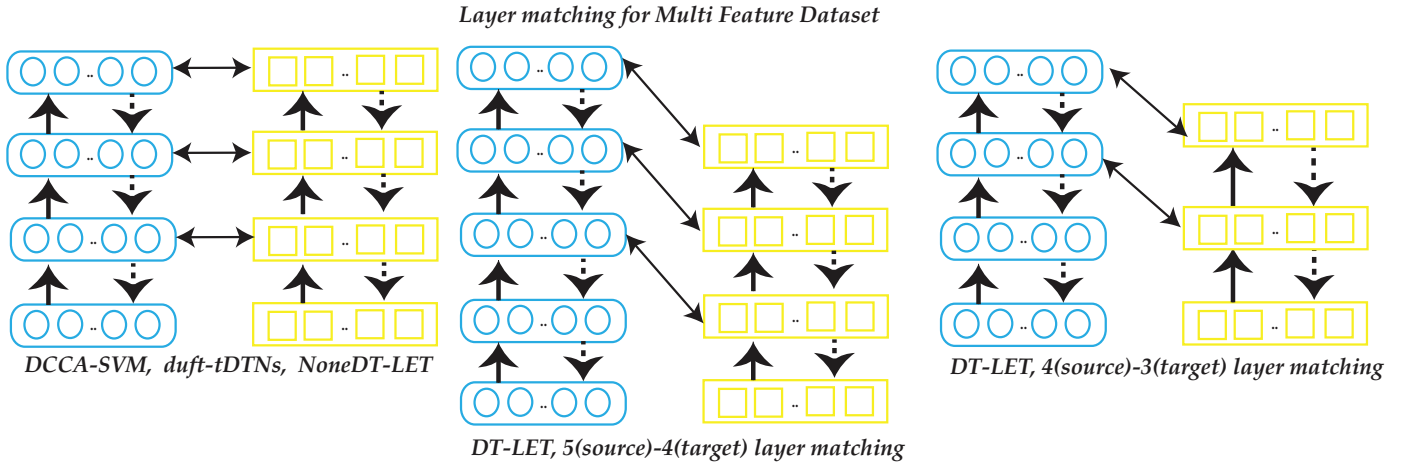 Layer matching for Multi Feature Dataset
DCCA-SVM, duft-tDTNs, NoneDT-LET
DT-LET, 5(source)-4(target) layer matching
DT-LET, 4(source)-3(target) layer matching